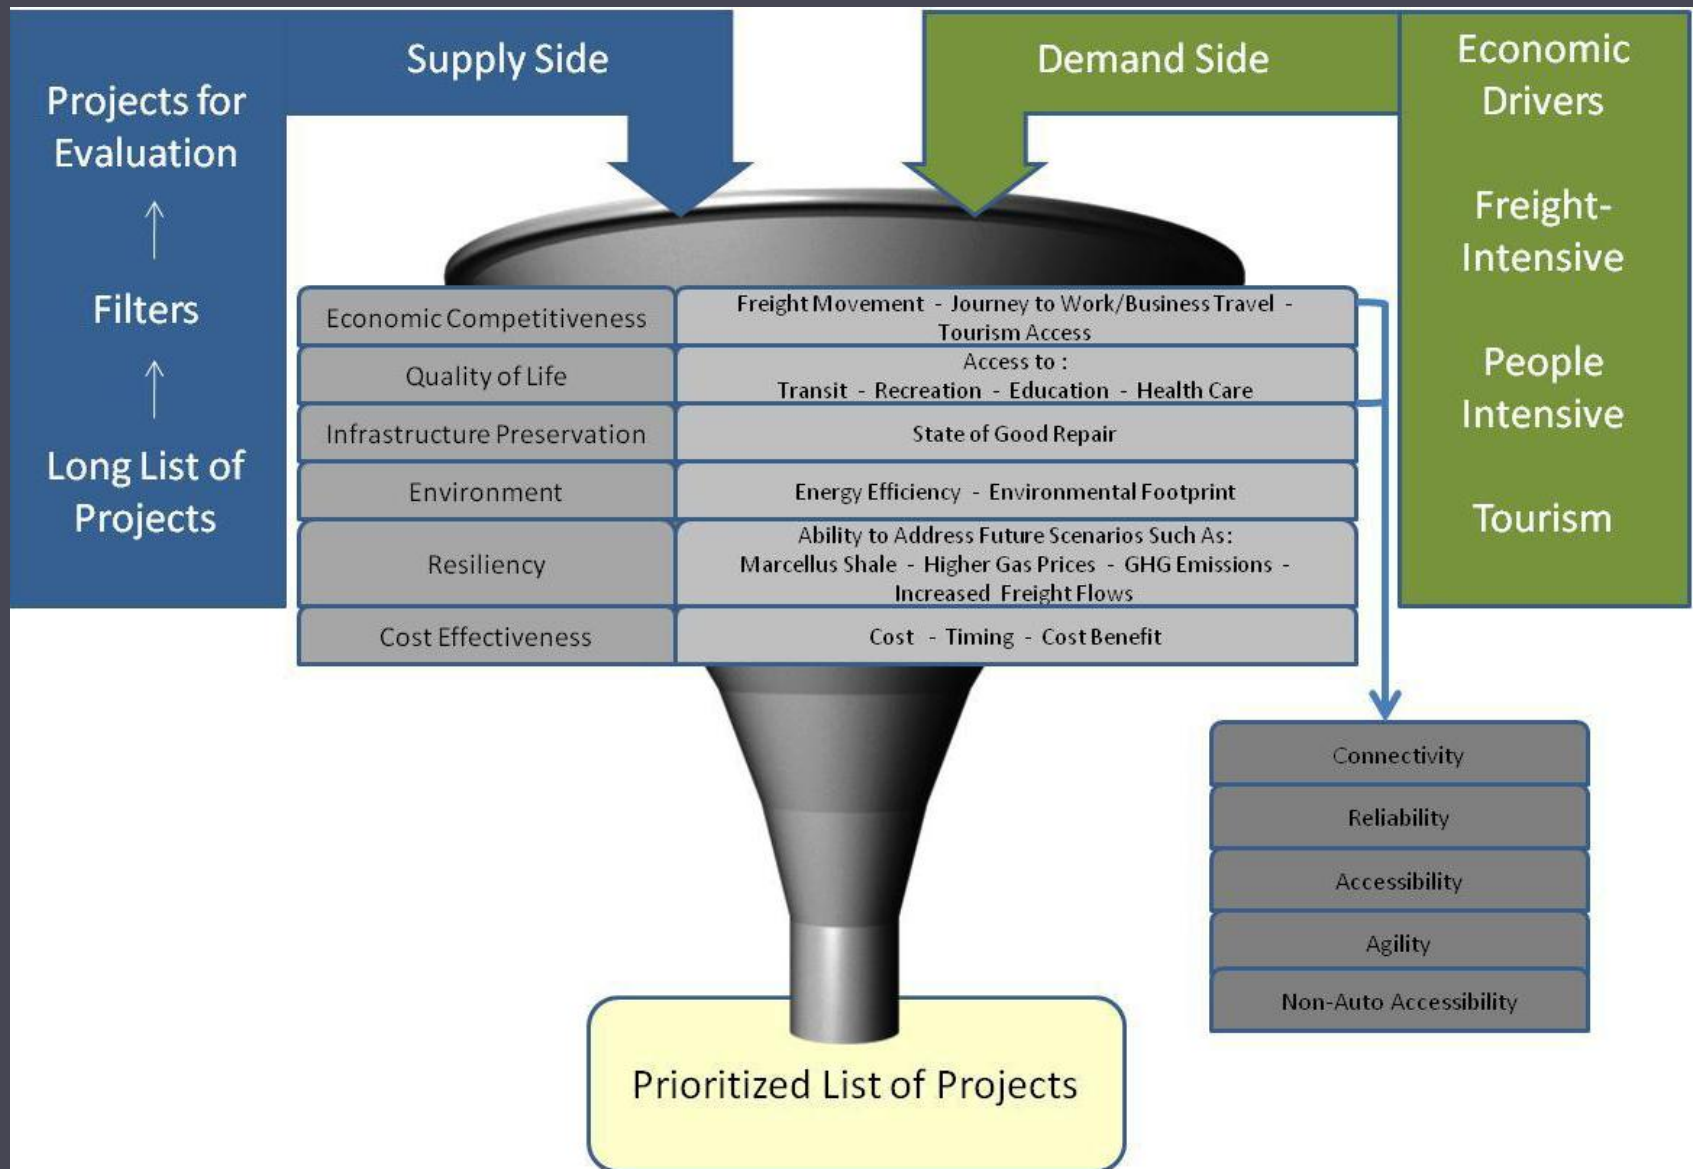 Supply Side
Demand Side
Projects for
Evaluation
Filters
Long List of
Projects
Economic
Drivers
Freight-
Intensive
People
Intensive
Tourism
Economic Competitiveness
Freight Movement - Journey to Work/Business Travel -
Tourism Access
Quality of Life
Access to :
Transit - Recreation - Education - Health Care
Infrastructure Preservation
State of Good Repair
Environment
Energy Efficiency - Environmental Footprint
Resiliency
Ability to Address Future Scenarios Such As:
Marcellus Shale - Higher Gas Prices - GHG Emissions -
Increased Freight Flows
Cost Effectiveness
Cost - Timing - Cost Benefit
Connectivity
Reliability
Accessibility
Agility
Non-Auto Accessibility
Prioritized List of Projects